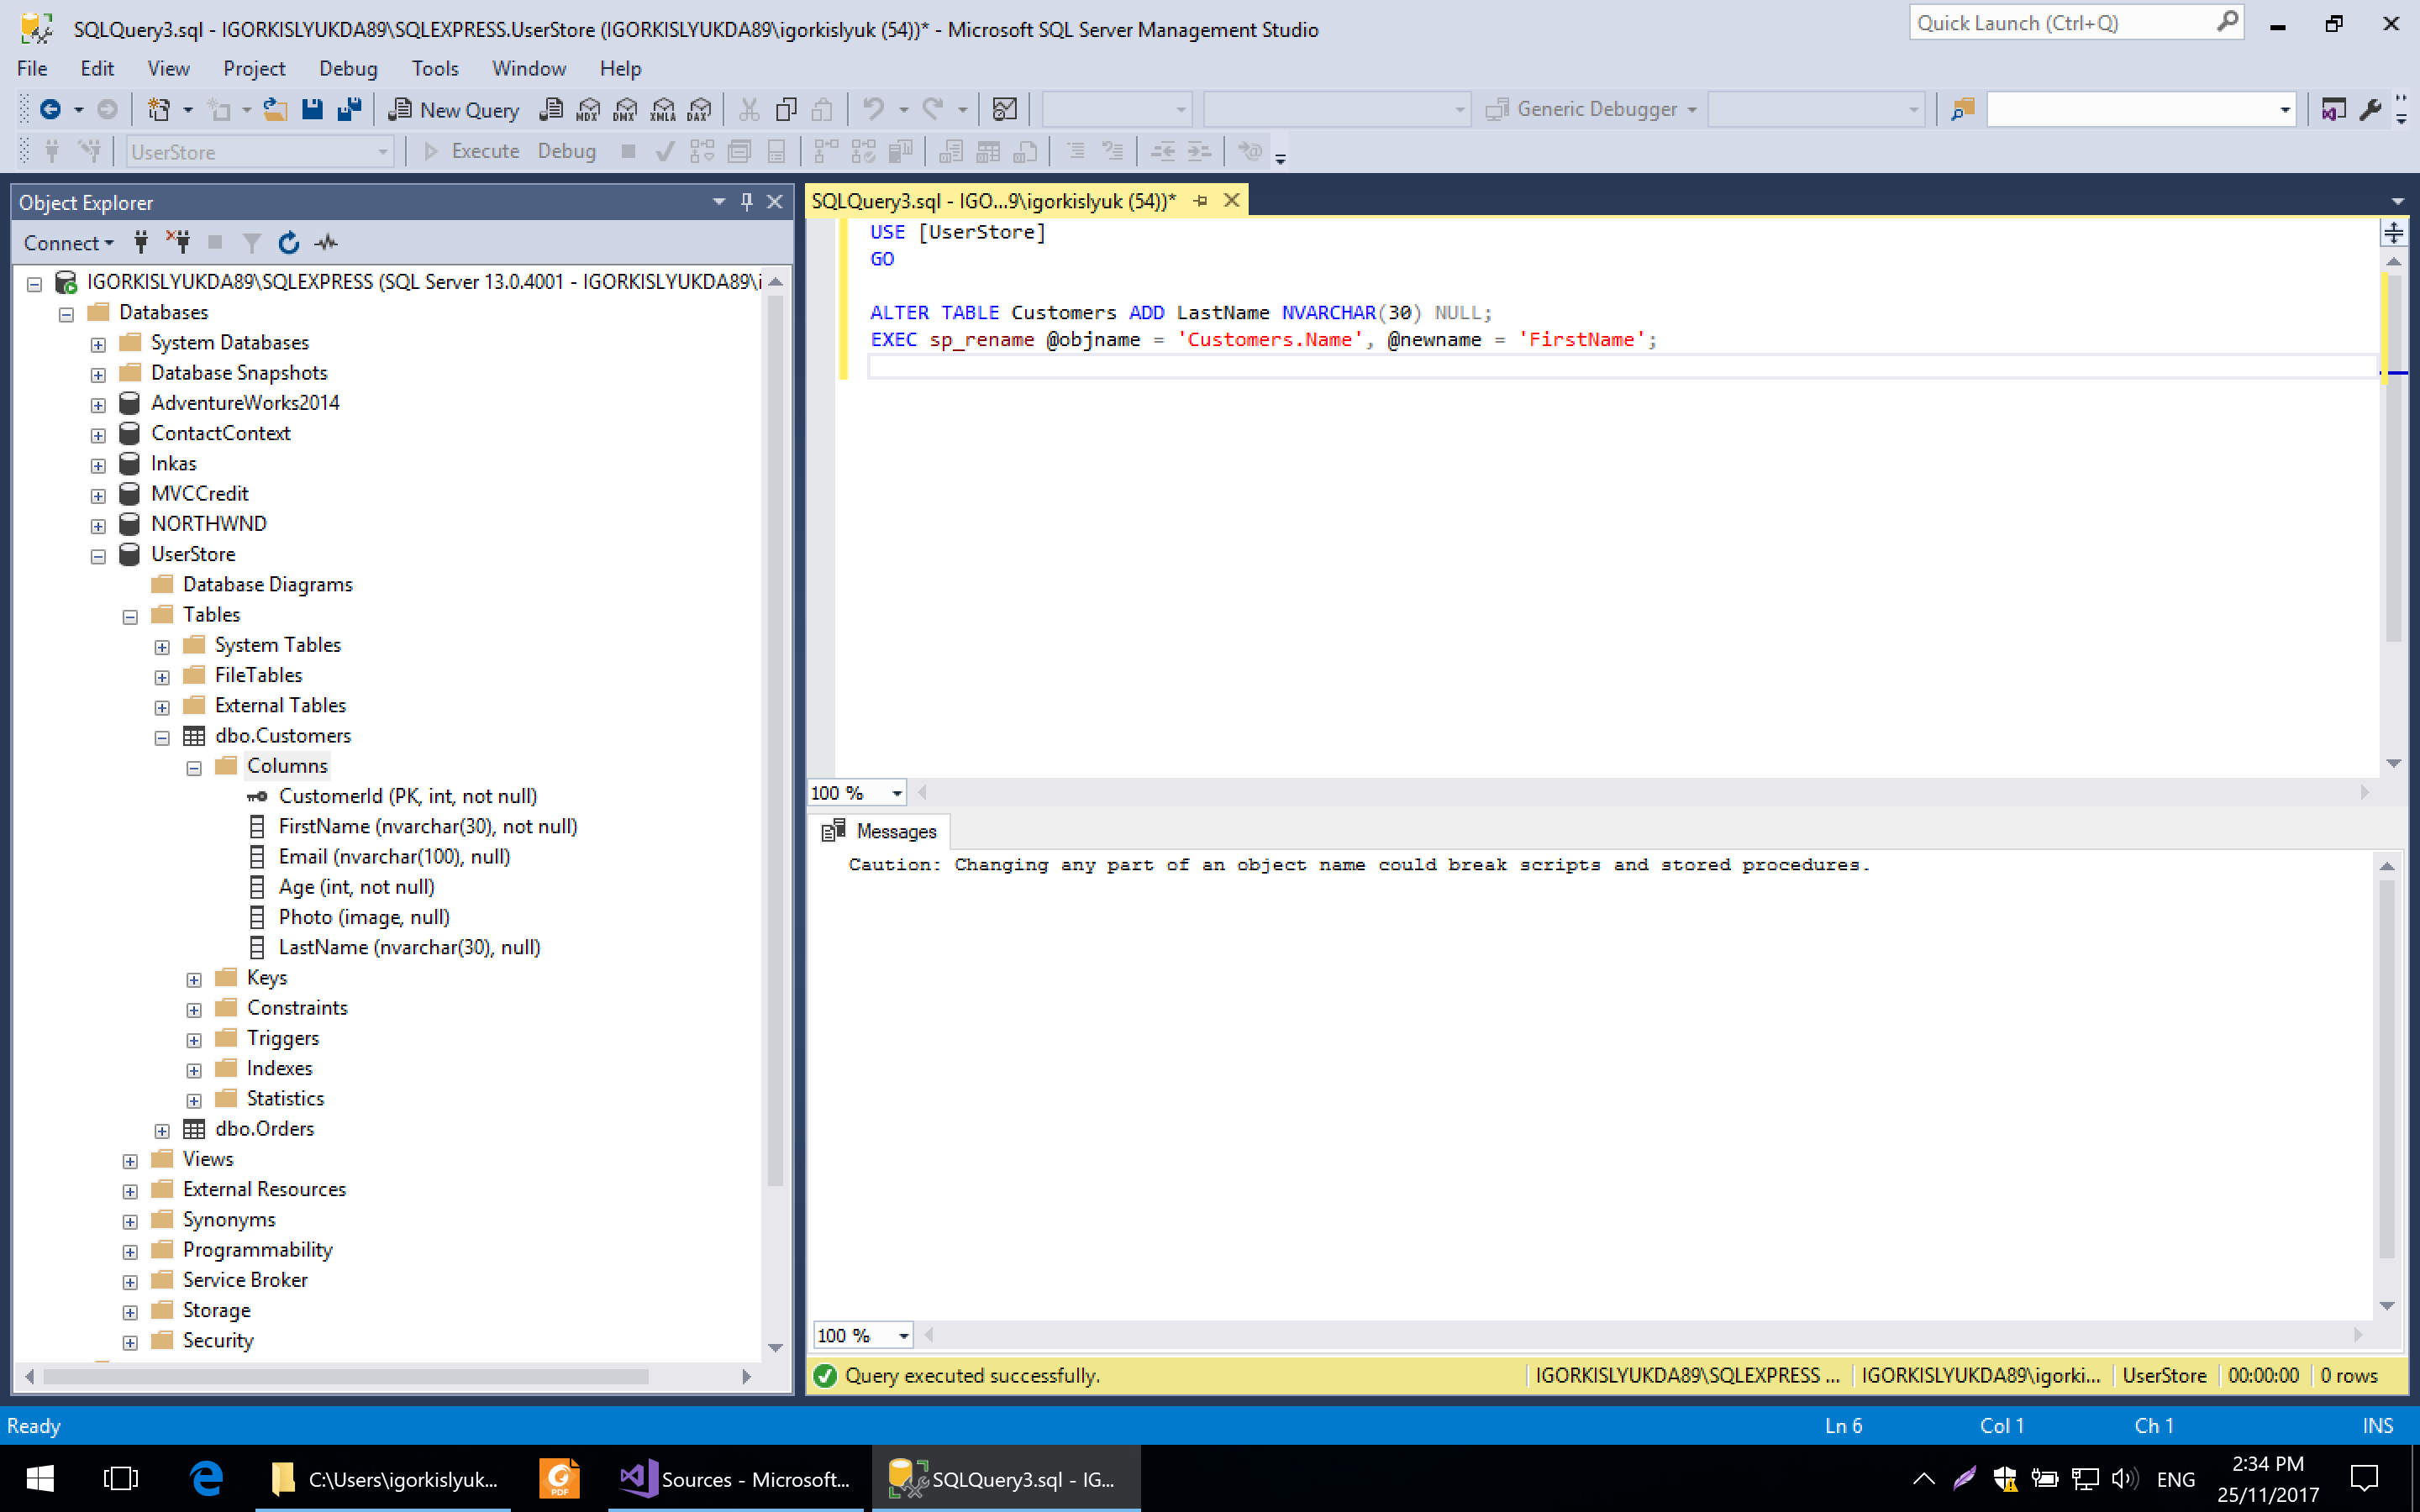 SQLQuery3.sql - IGORKISLYUKDA89\SQLEXPRESS.UserStore (IGORKISLYUKDA89\igorkislyuk (54))* - Microsoft SQL Server Management Studio
Quick Launch (Ctrl+Q)
File Edit View Project Debug Tools Window Help
New Query MDX DMX XMLA DAX Generic Debugger
UserStore Execute Debug
Object Explorer
Connect
IGORKISLYUKDA89\SQLEXPRESS (SQL Server 13.0.4001 - IGORKISLYUKDA89\i
Databases
System Databases
Database Snapshots
AdventureWorks2014
ContactContext
Inkas
MVCCredit
NORTHWND
UserStore
Database Diagrams
Tables
System Tables
FileTables
External Tables
dbo.Customers
Columns
CustomerId (PK, int, not null)
FirstName (nvarchar(30), not null)
Email (nvarchar(100), null)
Age (int, not null)
Photo (image, null)
LastName (nvarchar(30), null)
Keys
Constraints
Triggers
Indexes
Statistics
dbo.Orders
Views
External Resources
Synonyms
Programmability
Service Broker
Storage
Security
SQLQuery3.sql - IGO...9\igorkislyuk (54))*
USE [UserStore]
GO
ALTER TABLE Customers ADD LastName NVARCHAR(30) NULL;
EXEC sp_rename @objname = 'Customers.Name', @newname = 'FirstName';
100 %
Messages
Caution: Changing any part of an object name could break scripts and stored procedures.
100 %
Query executed successfully. IGORKISLYUKDA89\SQLEXPRESS ... IGORKISLYUKDA89\igorki... UserStore 00:00:00 0 rows
Ready Ln 6 Col 1 Ch 1 INS
C:\Users\igorkislyuk... PDF Sources - Microsoft... SQLQuery3.sql - IG... ENG
2:34 PM
25/11/2017